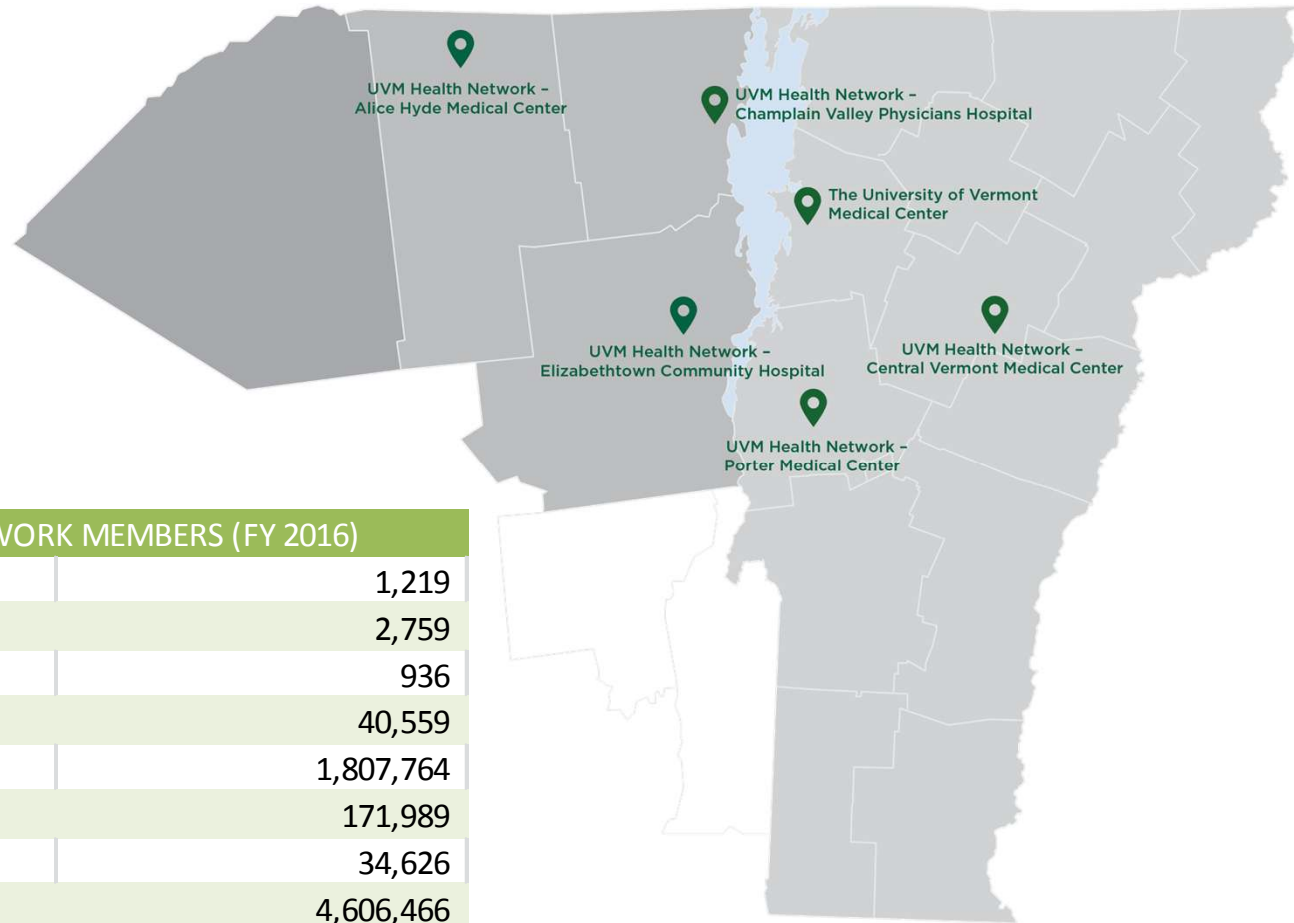 UVM Health Network –
Alice Hyde Medical Center
UVM Health Network –
Champlain Valley Physicians Hospital
The University of Vermont
Medical Center
UVM Health Network –
Elizabethtown Community Hospital
UVM Health Network –
Central Vermont Medical Center
UVM Health Network –
Porter Medical Center
WORK MEMBERS (FY 2016)
1,219
2,759
936
40,559
1,807,764
171,989
34,626
4,606,466